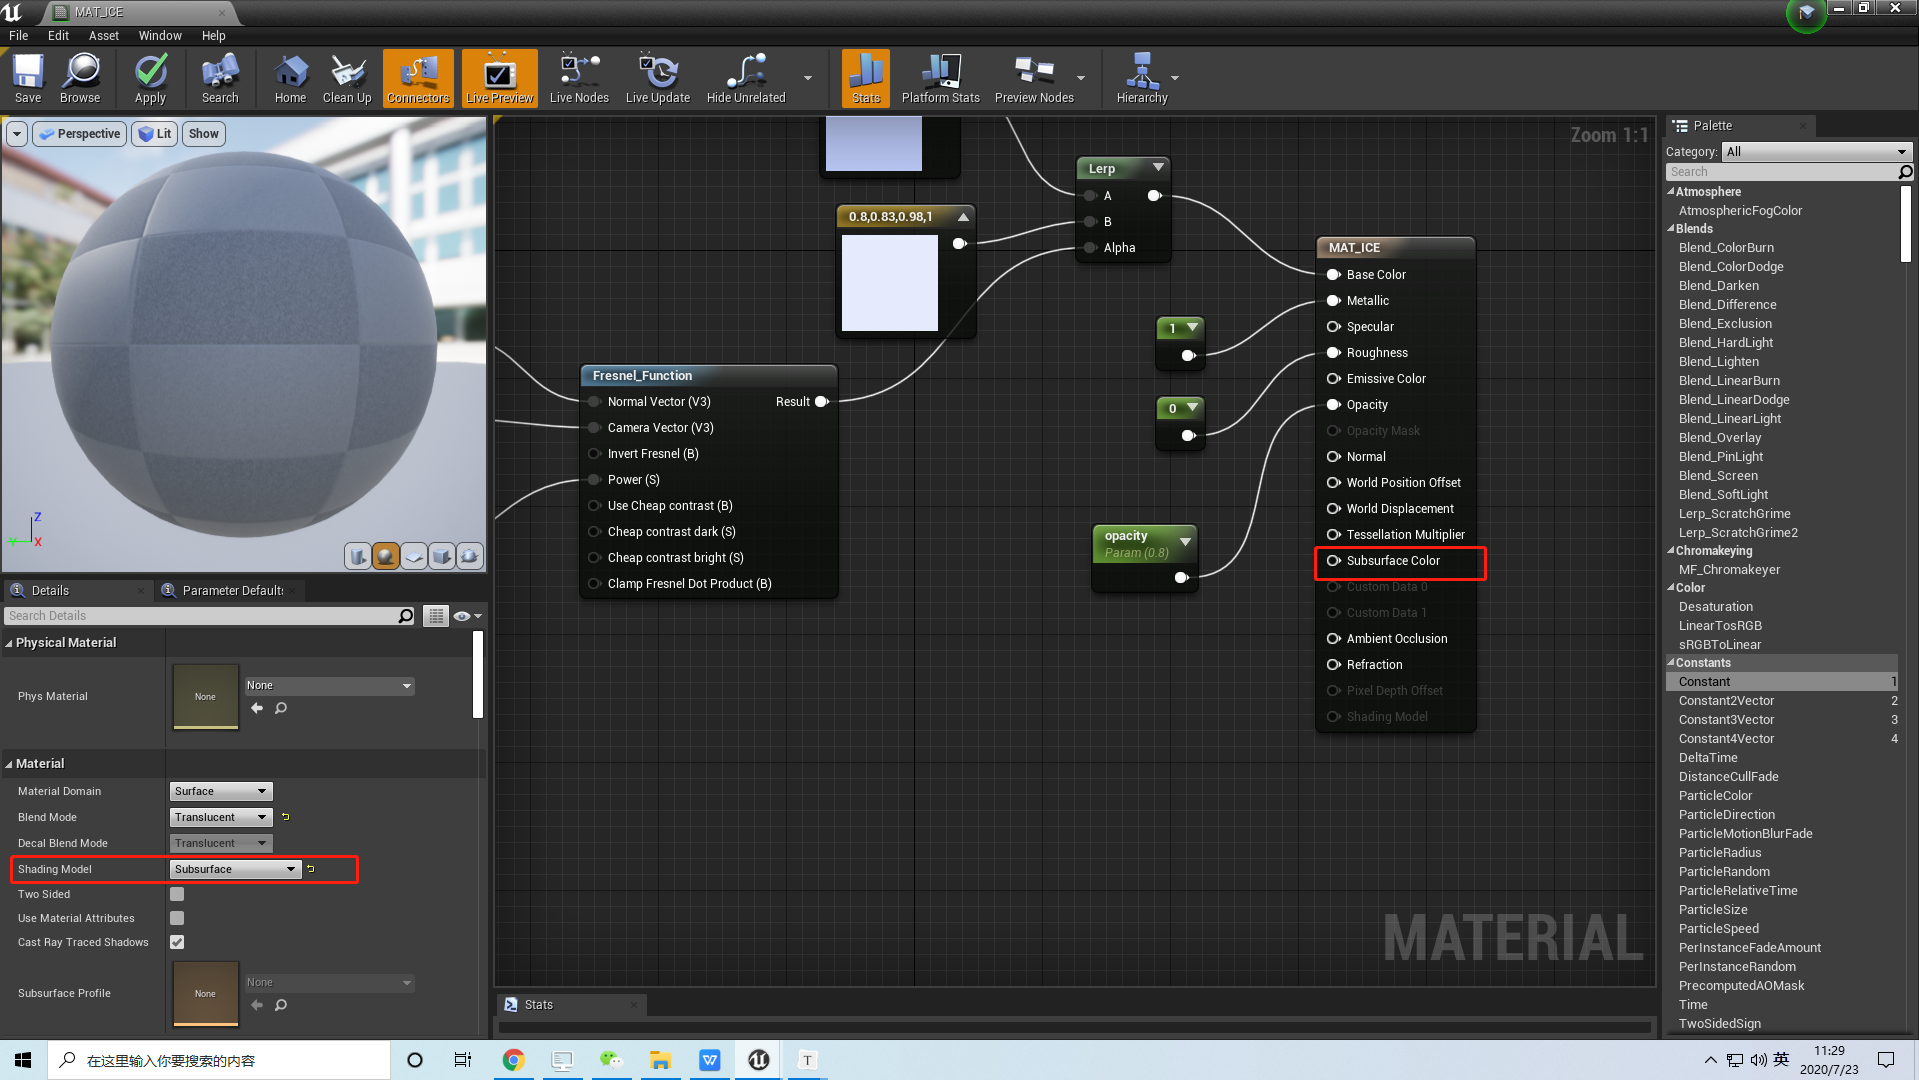 MAT_ICE
File Edit Asset Window Help
Save Browse Apply Search Home Clean Up Connectors Live Preview Live Nodes Live Update Hide Unrelated Stats Platform Stats Preview Nodes Hierarchy
Perspective Lit Show
Z
Y
X
Details
Parameter Defaults
Search Details
Physical Material
Phys Material
None
None
Material
Material Domain Surface
Blend Mode Translucent
Decal Blend Mode Translucent
Shading Model Subsurface
Two Sided
Use Material Attributes
Cast Ray Traced Shadows
Subsurface Profile
None
None
Zoom 1:1
Lerp
A
B
Alpha
0.8,0.83,0.98,1
Fresnel_Function
Normal Vector (V3) Result
Camera Vector (V3)
Invert Fresnel (B)
Power (S)
Use Cheap contrast (B)
Cheap contrast dark (S)
Cheap contrast bright (S)
Clamp Fresnel Dot Product (B)
1
0
opacity
Param (0.8)
MAT_ICE
Base Color
Metallic
Specular
Roughness
Emissive Color
Opacity
Opacity Mask
Normal
World Position Offset
World Displacement
Tessellation Multiplier
Subsurface Color
Custom Data 0
Custom Data 1
Ambient Occlusion
Refraction
Pixel Depth Offset
Shading Model
MATERIAL
Stats
Palette
Category: All
Search
Atmosphere
AtmosphericFogColor
Blends
Blend_ColorBurn
Blend_ColorDodge
Blend_Darken
Blend_Difference
Blend_Exclusion
Blend_HardLight
Blend_Lighten
Blend_LinearBurn
Blend_LinearDodge
Blend_LinearLight
Blend_Overlay
Blend_PinLight
Blend_Screen
Blend_SoftLight
Lerp_ScratchGrime
Lerp_ScratchGrime2
Chromakeying
MF_Chromakeyer
Color
Desaturation
LinearTosRGB
sRGBToLinear
Constants
Constant 1
Constant2Vector 2
Constant3Vector 3
Constant4Vector 4
DeltaTime
DistanceCullFade
ParticleColor
ParticleDirection
ParticleMotionBlurFade
ParticleRadius
ParticleRandom
ParticleRelativeTime
ParticleSize
ParticleSpeed
PerInstanceFadeAmount
PerInstanceRandom
PrecomputedAOMask
Time
TwoSidedSign
在这里输入你要搜索的内容
W
T
英
11:29
2020/7/23